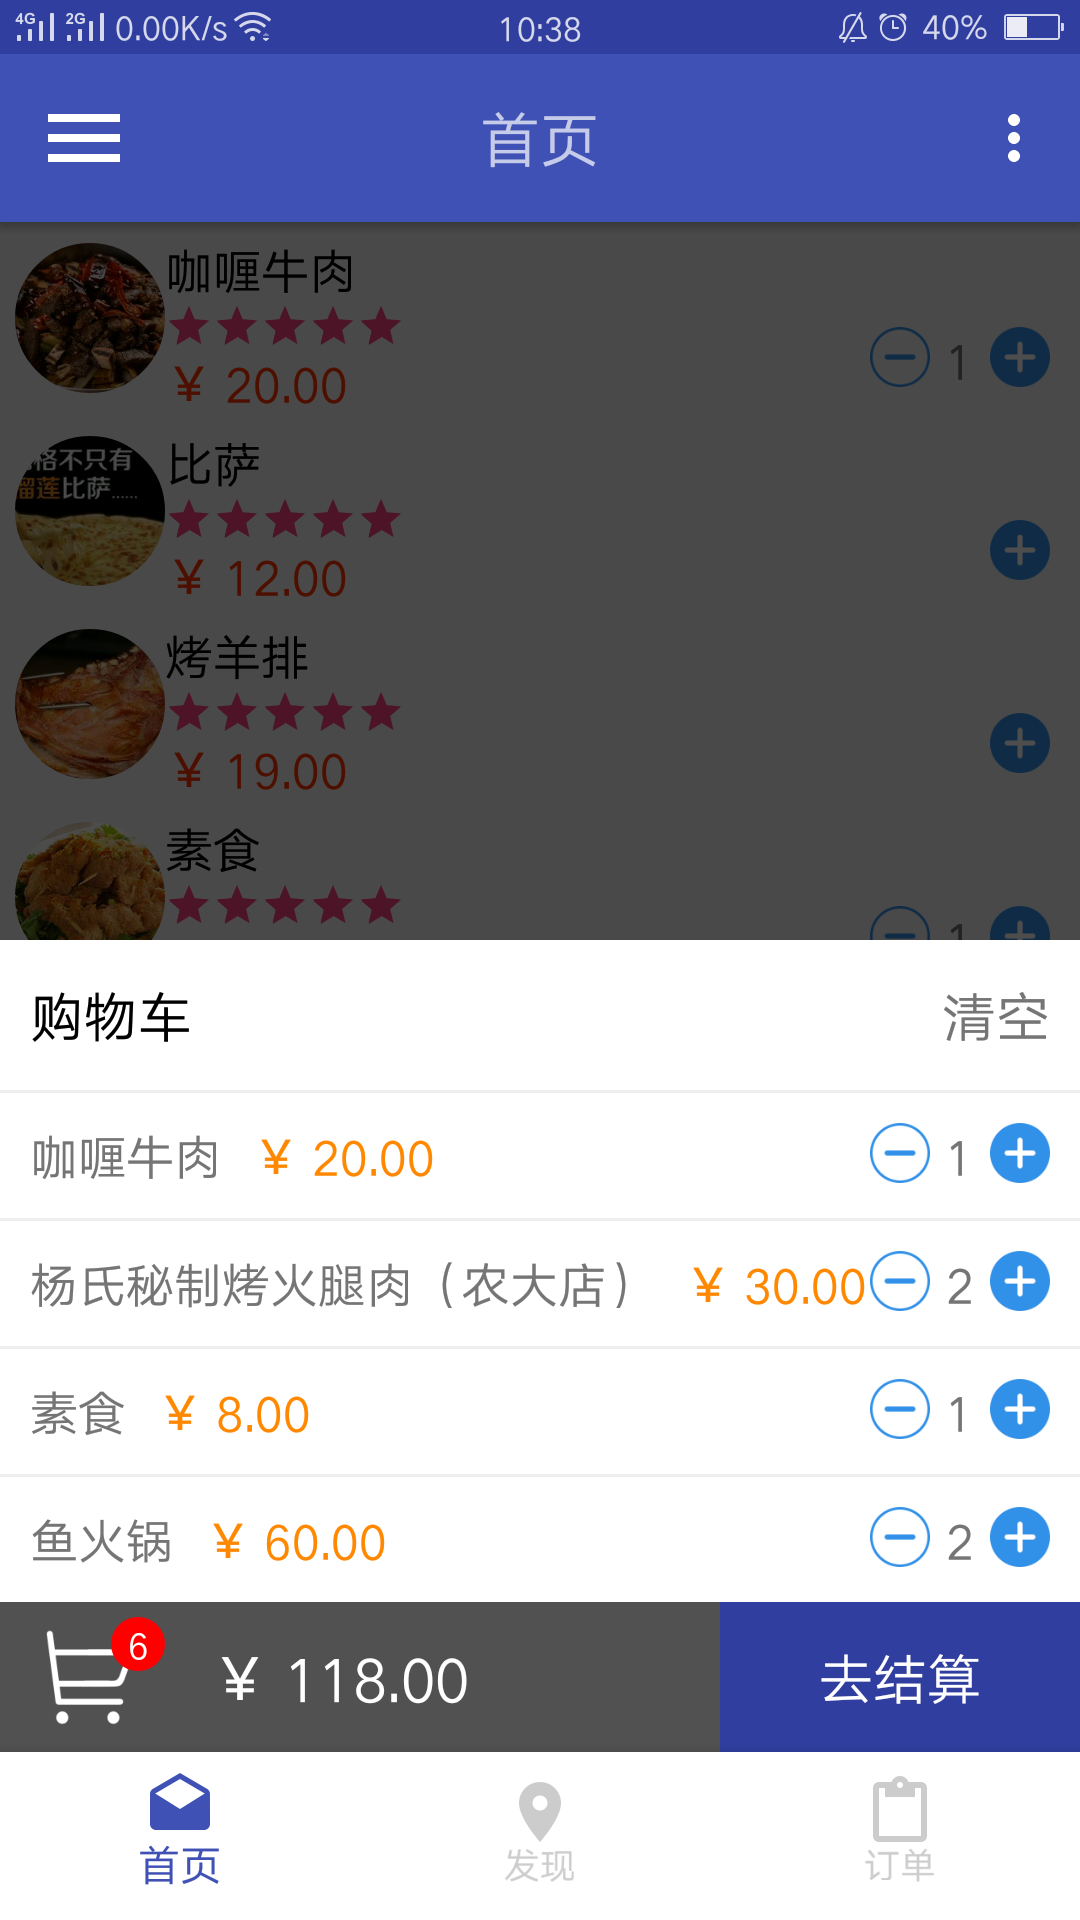 4G 2G 0.00K/s 10:38 40%
首页
咖喱牛肉
¥ 20.00
1
格不只有
榴莲比萨......
比萨
¥ 12.00
烤羊排
¥ 19.00
素食
1
购物车 清空
咖喱牛肉 ¥ 20.00 1
杨氏秘制烤火腿肉（农大店） ¥ 30.00 2
素食 ¥ 8.00 1
鱼火锅 ¥ 60.00 2
6 ¥ 118.00 去结算
首页 发现 订单